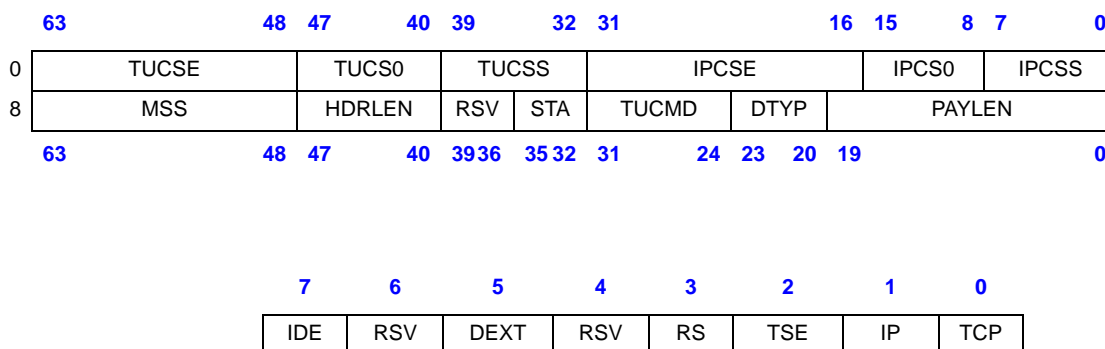 63 48 47 40 39 32 31 16 15 8 7 0
0 TUCSE TUCS0 TUCSS IPCSE IPCS0 IPCSS
8 MSS HDRLEN RSV STA TUCMD DTYP PAYLEN
63 48 47 40 39 36 35 32 31 24 23 20 19 0
7 6 5 4 3 2 1 0
IDE RSV DEXT RSV RS TSE IP TCP